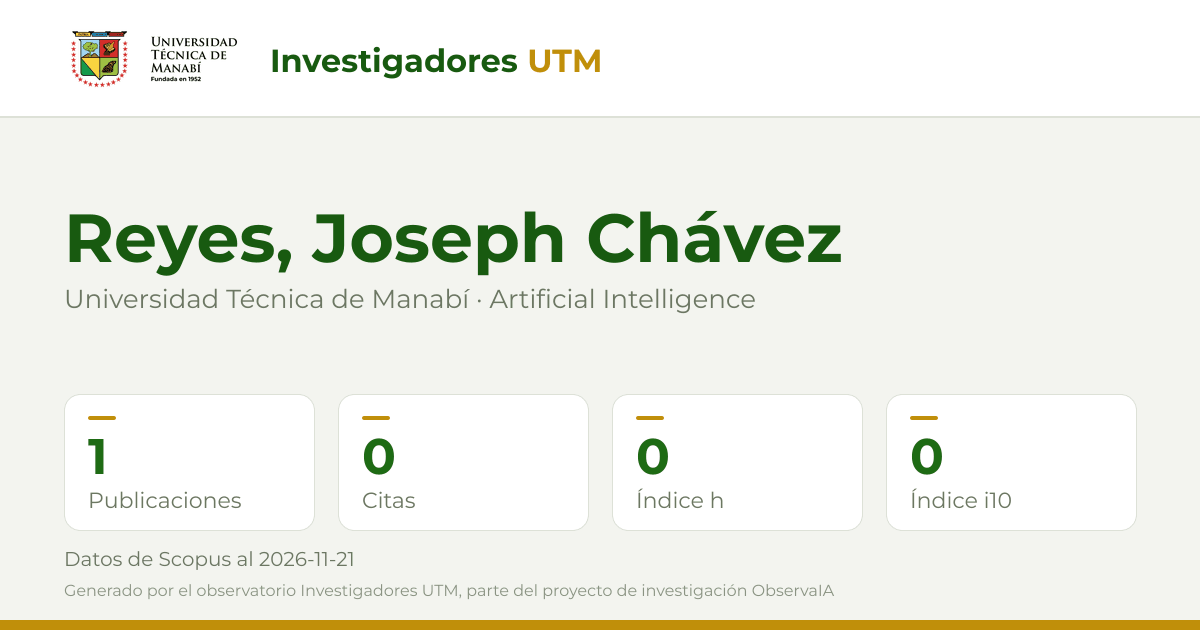 UNIVERSIDAD
TÉCNICA DE
MANABÍ
Fundada en 1952
Investigadores UTM
Reyes, Joseph Chávez
Universidad Técnica de Manabí · Artificial Intelligence
1
Publicaciones
0
Citas
0
Índice h
0
Índice i10
Datos de Scopus al 2026-11-21
Generado por el observatorio Investigadores UTM, parte del proyecto de investigación ObservaIA